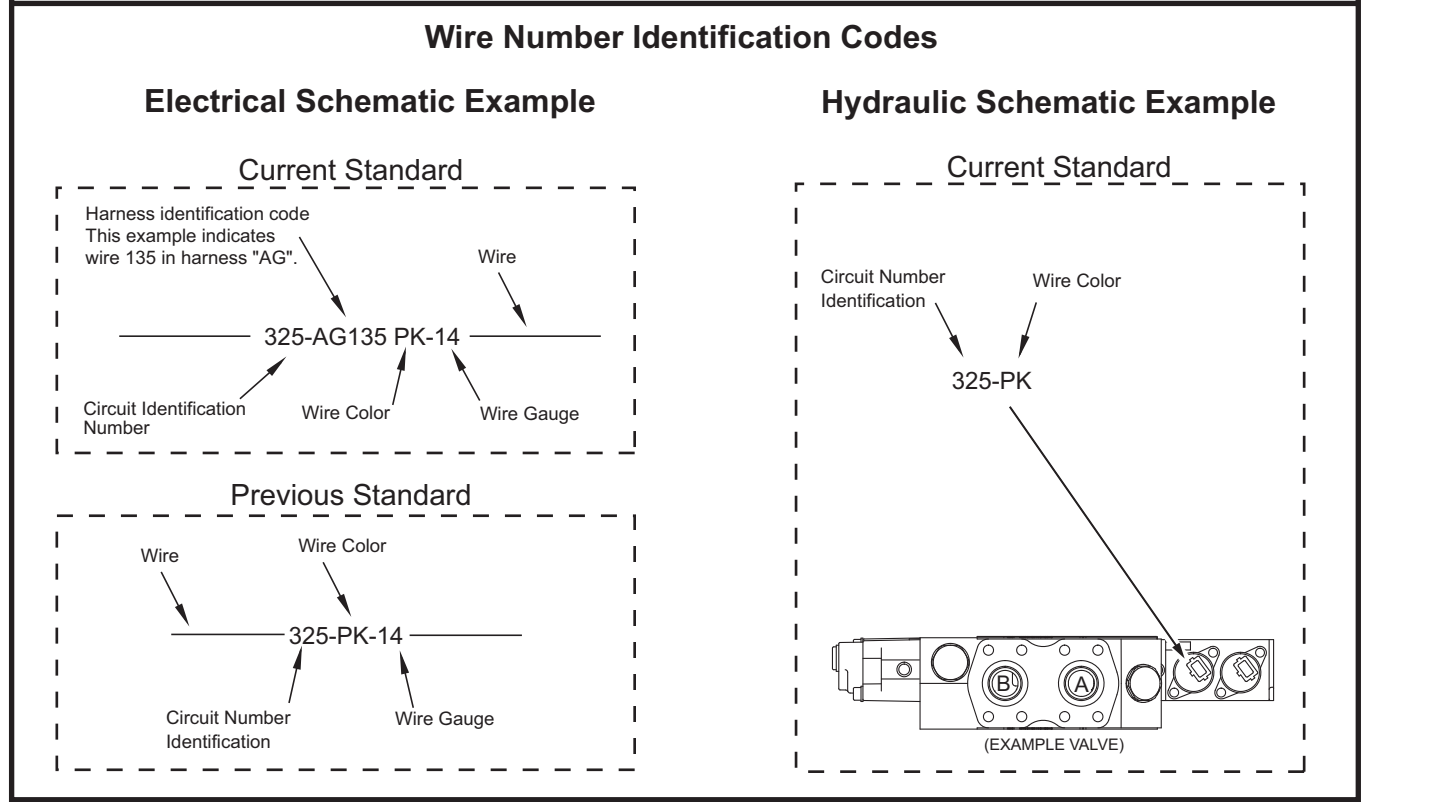 Wire Number Identification Codes
Electrical Schematic Example
Current Standard
Harness identification code
This example indicates
wire 135 in harness "AG".
Wire
325-AG135 PK-14
Circuit Identification
Number
Wire Color
Wire Gauge
Previous Standard
Wire
Wire Color
325-PK-14
Circuit Number
Identification
Wire Gauge
Hydraulic Schematic Example
Current Standard
Circuit Number
Identification
Wire Color
325-PK
B
A
(EXAMPLE VALVE)